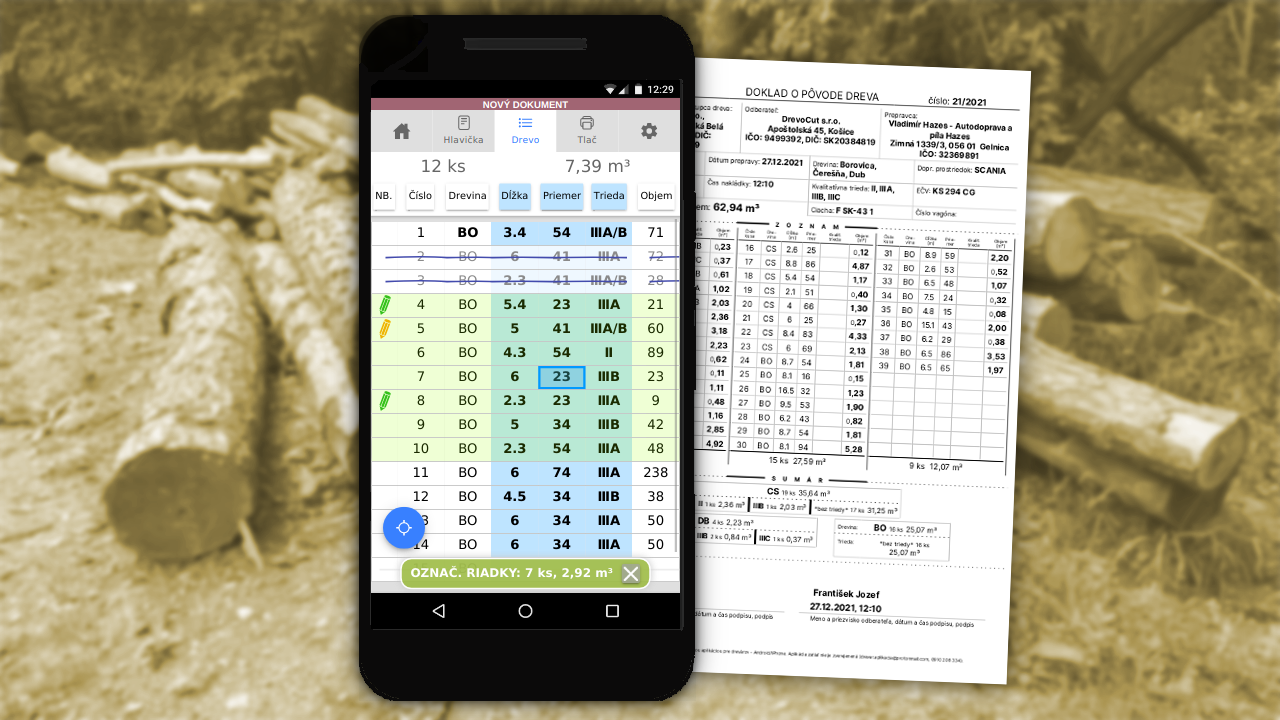 12:29
NOVÝ DOKUMENT
Hlavička
Drevo
Tlač
12 ks 7,39 m³
NB. Číslo Drevina Dĺžka Priemer Trieda Objem
1 BO 3.4 54 IIIA/B 71
2 BO 6 41 IIIA 72
3 BO 2.3 41 IIIA/B 28
4 BO 5.4 23 IIIA 21
5 BO 5 41 IIIA/B 60
6 BO 4.3 54 II 89
7 BO 6 23 IIIB 23
8 BO 2.3 23 IIIA 9
9 BO 5 34 IIIB 42
10 BO 2.3 54 IIIA 48
11 BO 6 74 IIIA 238
12 BO 4.5 34 IIIB 38
3 BO 6 34 IIIA 50
4 BO 6 34 IIIA 50
OZNAČ. RIADKY: 7 ks, 2,92 m³
DOKLAD O PÔVODE DREVA číslo: 21/2021
upca dreva:
ká Belá
DIČ:
9
Odberateľ:
DrevoCut s.r.o.
Apoštolská 45, Košice
IČO: 9499392, DIČ: SK20384819
Prepravca:
Vladimír Hazes - Autodoprava a
píla Hazes
Zimná 1339/3, 056 01 Gelnica
IČO: 32369891
Dátum prepravy: 27.12.2021
Čas nakládky: 12:10
Drevina: Borovica,
Čerešňa, Dub
Kvalitatívna trieda: II, IIIA,
IIIB, IIIC
Ciacha: F SK-43 1
Dopr. prostriedok: SCANIA
EČV: KS 294 CG
Číslo vagóna:
em: 62,94 m³
Z O Z N A M
0,23
0,37
0,61
1,02
2,03
2,36
3,18
2,23
0,62
0,11
1,11
0,48
1,16
2,85
4,92
16 CS 2.6 25 0,12
17 CS 8.8 86 4,87
18 CS 5.4 54 1,17
19 CS 2.1 51 0,40
20 CS 4 66 1,30
21 CS 6 25 0,27
22 CS 8.4 83 4,33
23 CS 6 69 2,13
24 BO 8.7 54 1,81
25 BO 8.1 16 0,15
26 BO 16.5 32 1,23
27 BO 9.5 53 1,90
28 BO 6.2 43 0,82
29 BO 8.7 54 1,81
30 BO 8.1 94 5,28
15 ks 27,59 m³
31 BO 8.9 59 2,20
32 BO 2.6 53 0,52
33 BO 6.5 48 1,07
34 BO 7.5 24 0,32
35 BO 4.8 15 0,08
36 BO 15.1 43 2,00
37 BO 6.2 29 0,38
38 BO 6.5 86 3,53
39 BO 6.5 65 1,97
9 ks 12,07 m³
S U M Á R
CS 19 ks 35,64 m³
II 1 ks 2,36 m³ IIIB 1 ks 2,03 m³ *bez triedy* 17 ks 31,25 m³
DB 4 ks 2,23 m³
IIIB 2 ks 0,84 m³ IIIC 1 ks 0,37 m³
Drevina: BO 16 ks 25,07 m³
Trieda: *bez triedy* 16 ks
25,07 m³
František Jozef
27.12.2021, 12:10
dátum a čas podpisu, podpis
Meno a priezvisko odberateľa, dátum a čas podpisu, podpis